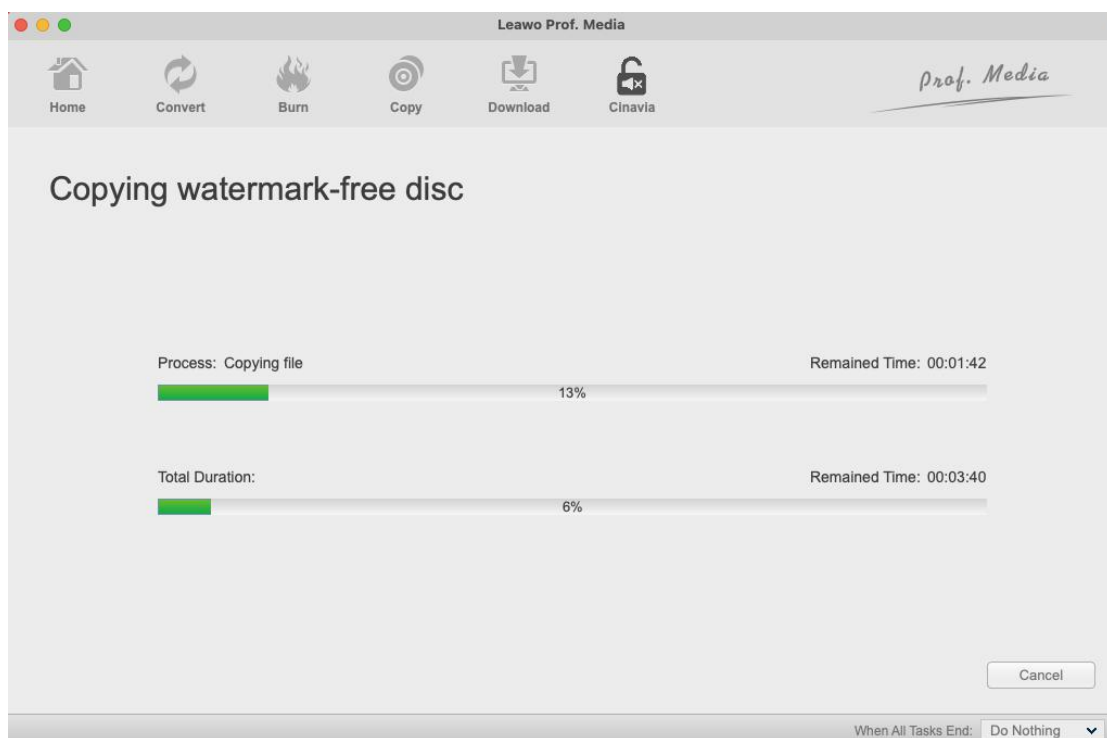 Leawo Prof. Media
Home Convert Burn Copy Download Cinavia
Prof. Media
Copying watermark-free disc
Process: Copying file Remained Time: 00:01:42
13%
Total Duration: Remained Time: 00:03:40
6%
Cancel
When All Tasks End: Do Nothing